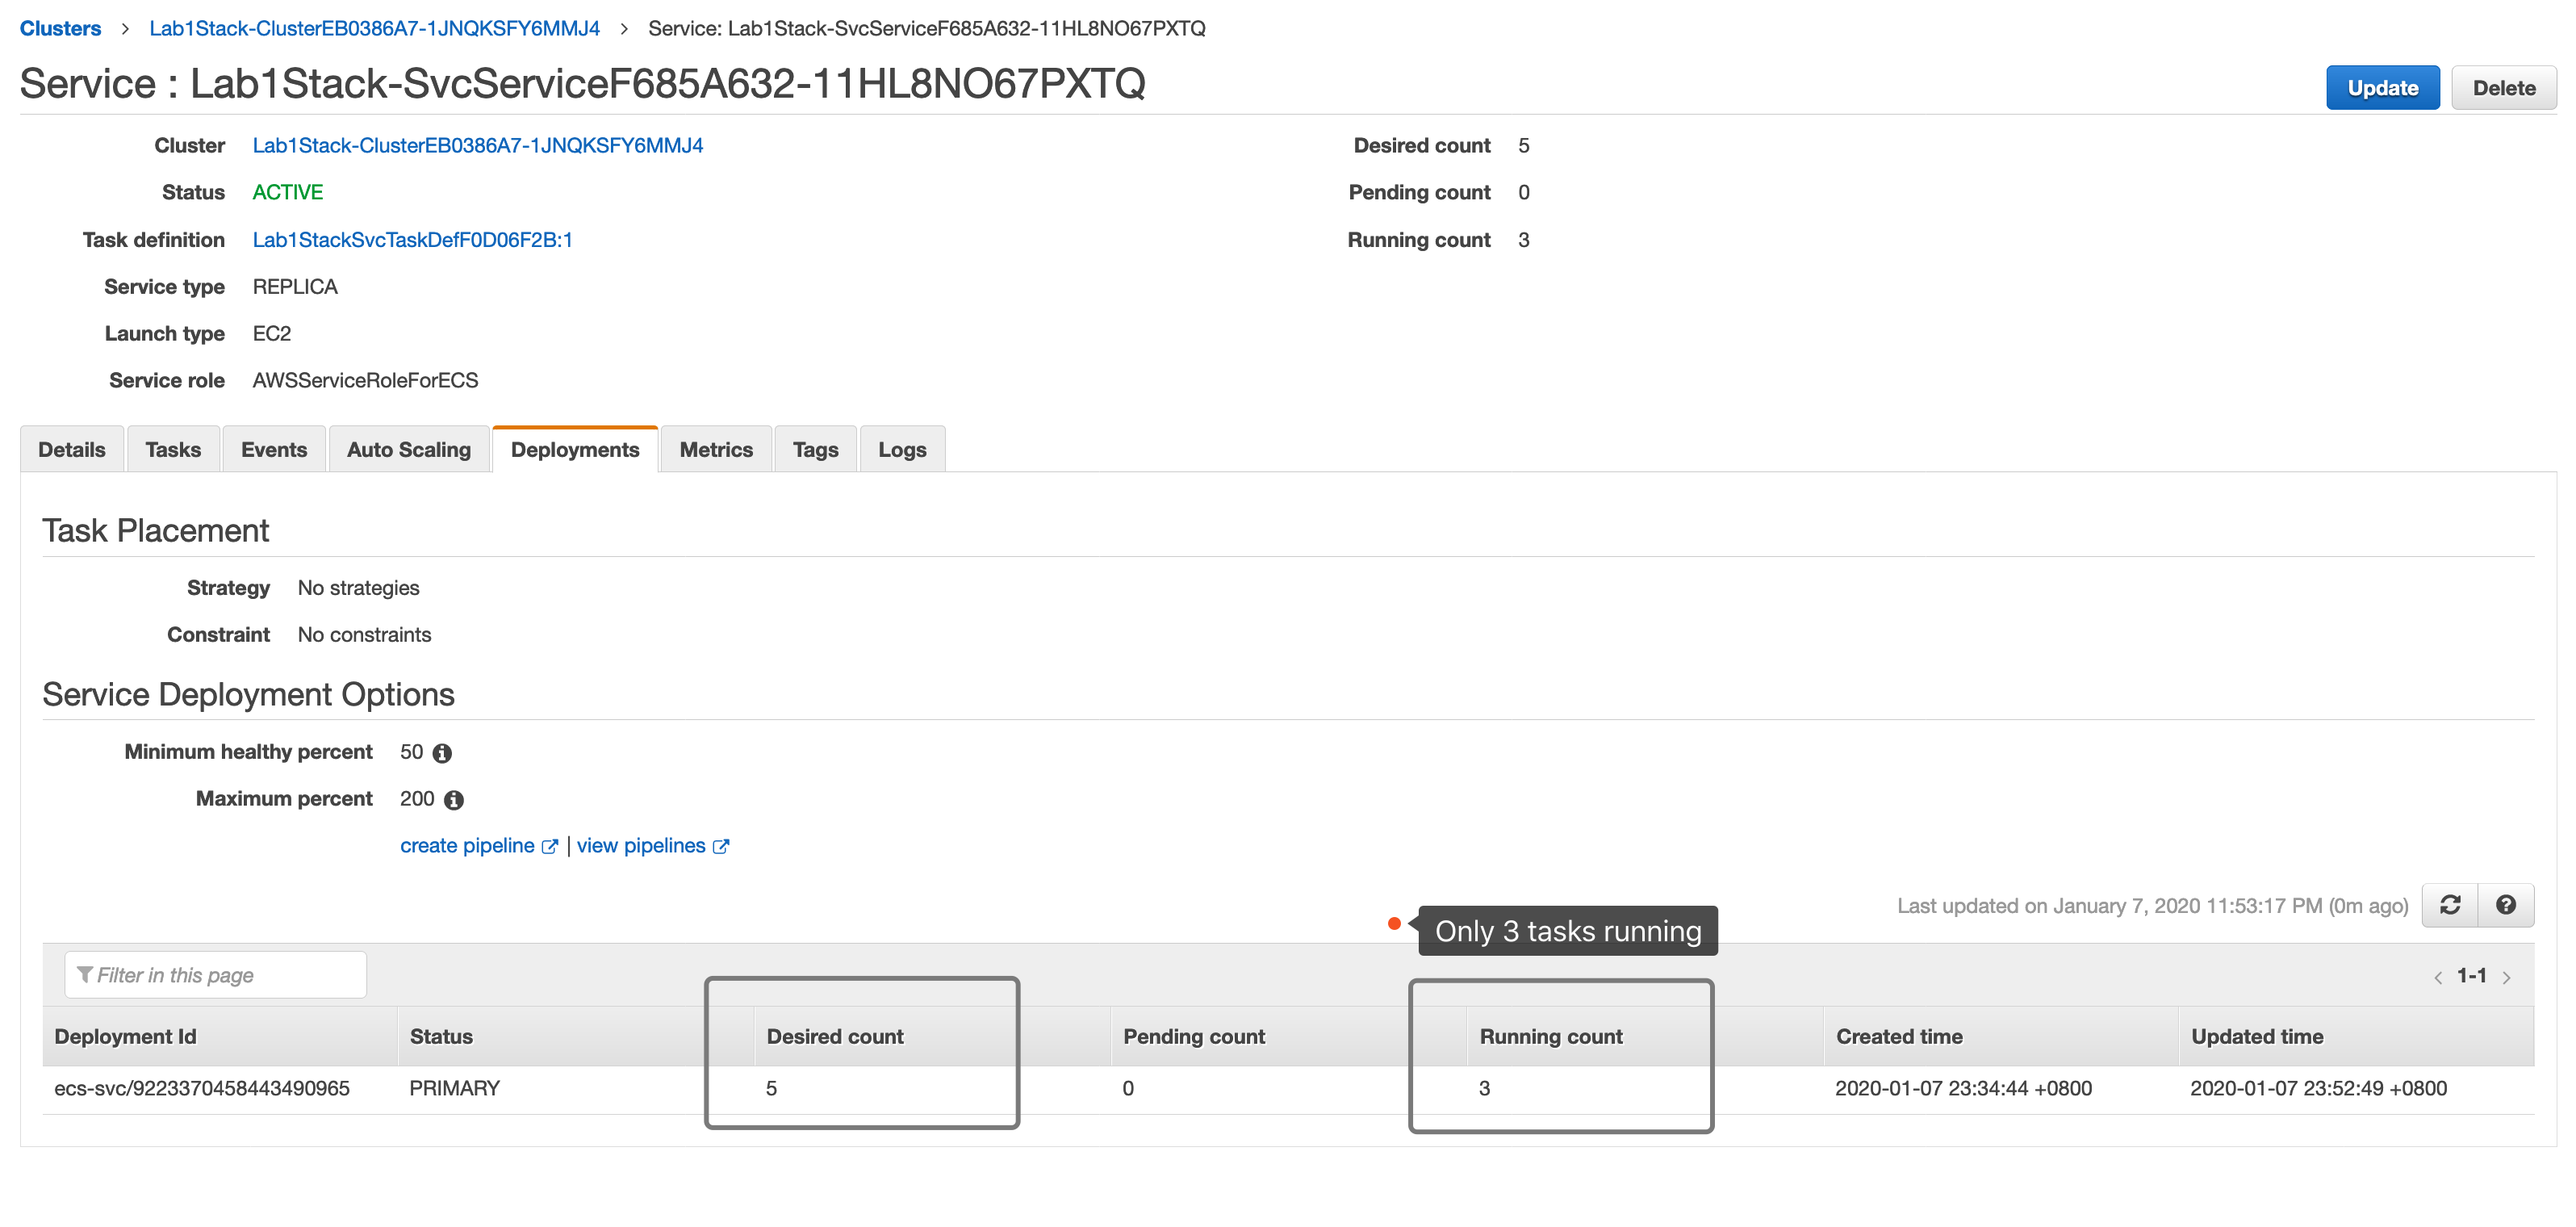 Clusters > Lab1Stack-ClusterEB0386A7-1JNQKSFY6MMJ4 > Service: Lab1Stack-SvcServiceF685A632-11HL8NO67PXTQ
Service : Lab1Stack-SvcServiceF685A632-11HL8NO67PXTQ
Update Delete
Cluster Lab1Stack-ClusterEB0386A7-1JNQKSFY6MMJ4 Desired count 5
Status ACTIVE Pending count 0
Task definition Lab1StackSvcTaskDefF0D06F2B:1 Running count 3
Service type REPLICA
Launch type EC2
Service role AWSServiceRoleForECS
Details Tasks Events Auto Scaling Deployments Metrics Tags Logs
Task Placement
Strategy No strategies
Constraint No constraints
Service Deployment Options
Minimum healthy percent 50
Maximum percent 200
create pipeline | view pipelines
Last updated on January 7, 2020 11:53:17 PM (0m ago)
Only 3 tasks running
Filter in this page < 1-1 >
Deployment Id Status Desired count Pending count Running count Created time Updated time
ecs-svc/9223370458443490965 PRIMARY 5 0 3 2020-01-07 23:34:44 +0800 2020-01-07 23:52:49 +0800